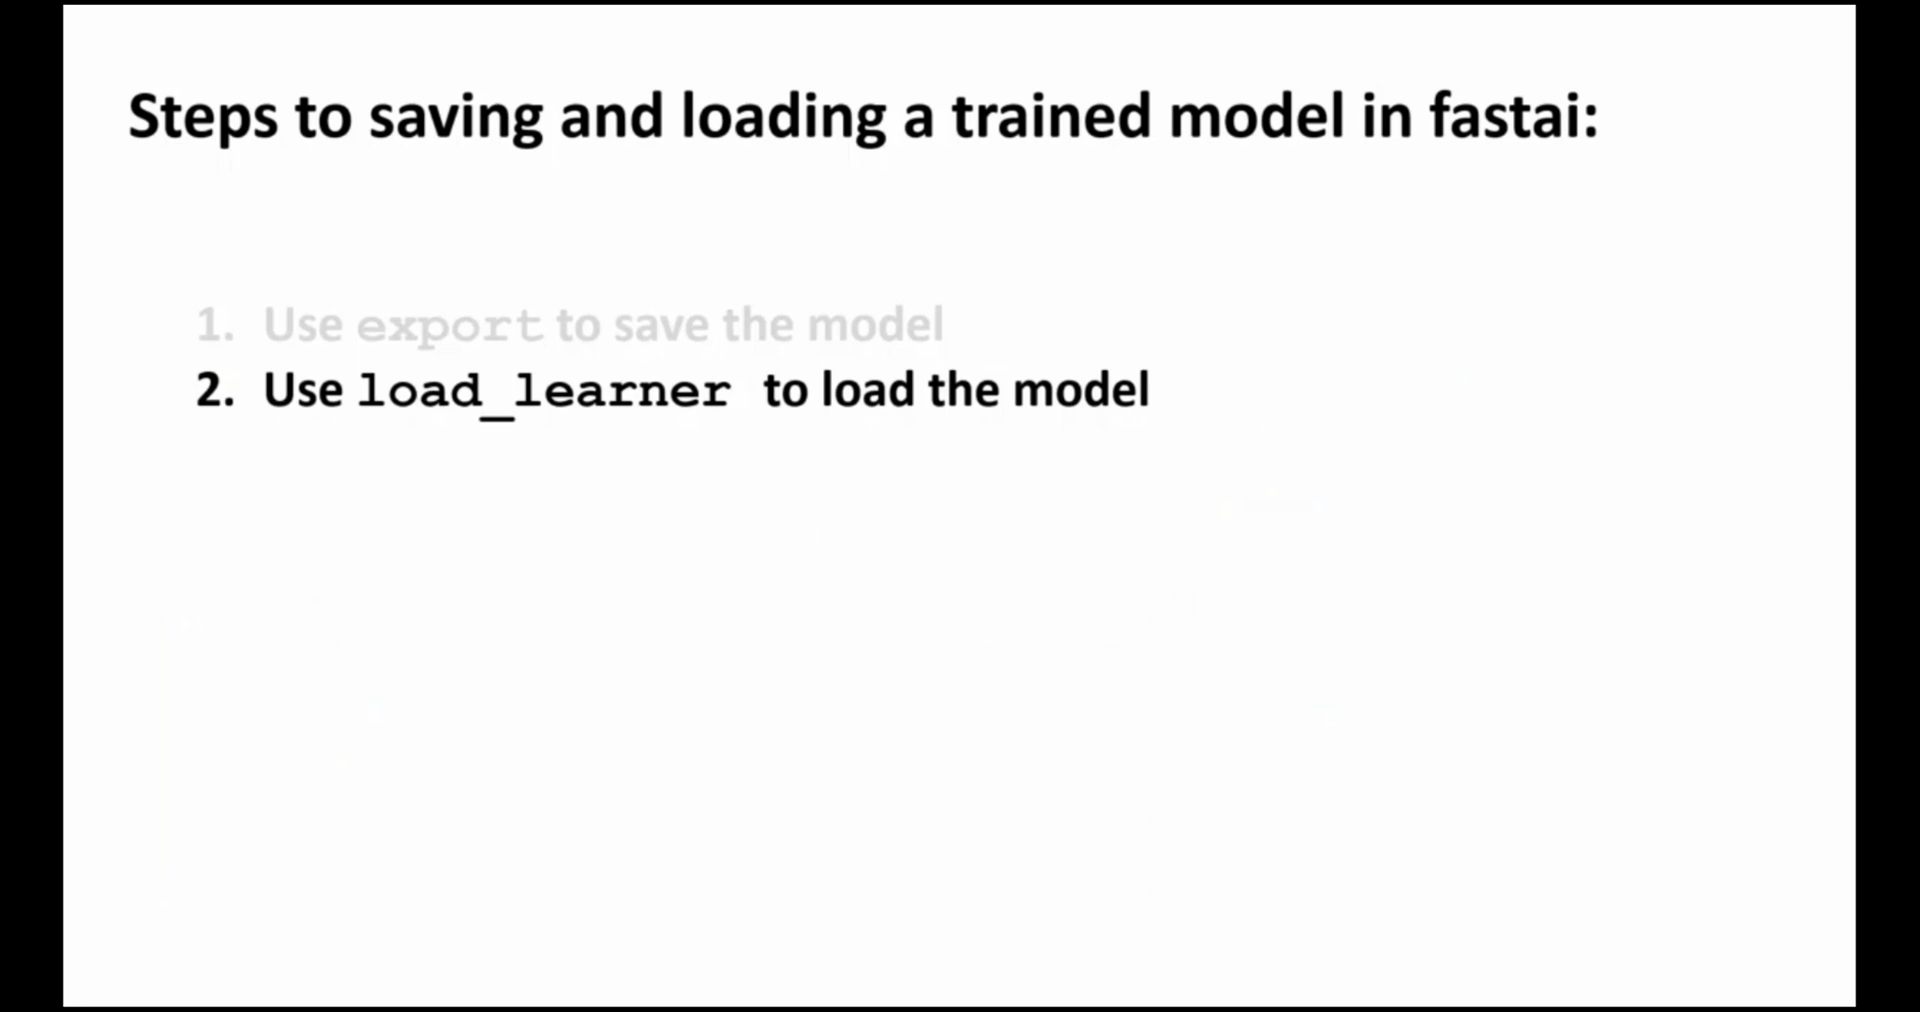 Steps to saving and loading a trained model in fastai:
1. Use export to save the model
2. Use load_learner to load the model